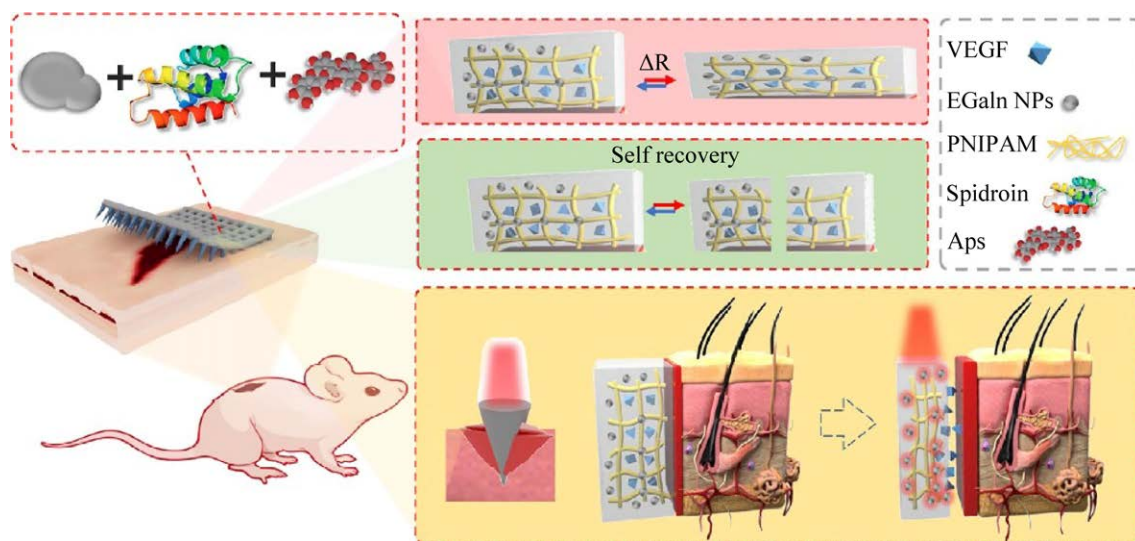 ΔR
Self recovery
VEGF
EGaln NPs
PNIPAM
Spidroin
Aps